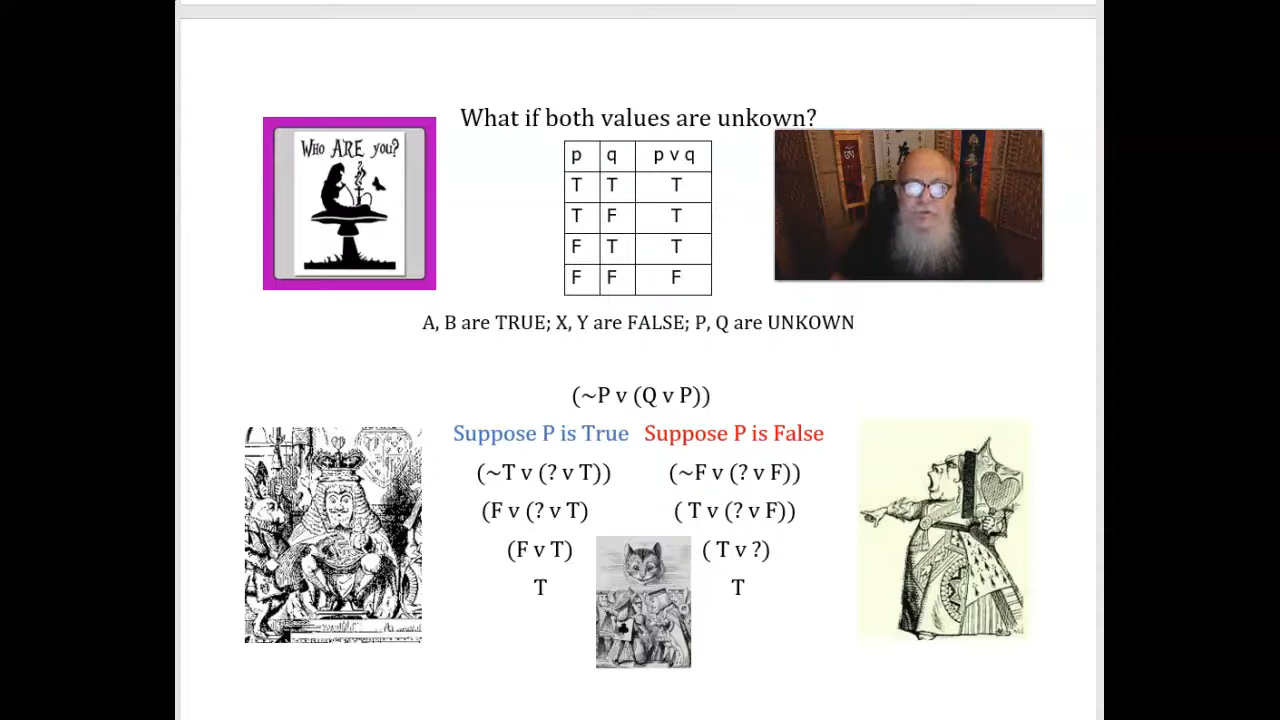 What if both values are unkown?
WHO ARE you?
p q p v q
T T T
T F T
F T T
F F F
A, B are TRUE; X, Y are FALSE; P, Q are UNKOWN
(~P v (Q v P))
Suppose P is True Suppose P is False
(~T v (? v T)) (~F v (? v F))
(F v (? v T) ( T v (? v F))
(F v T) ( T v ?)
T T